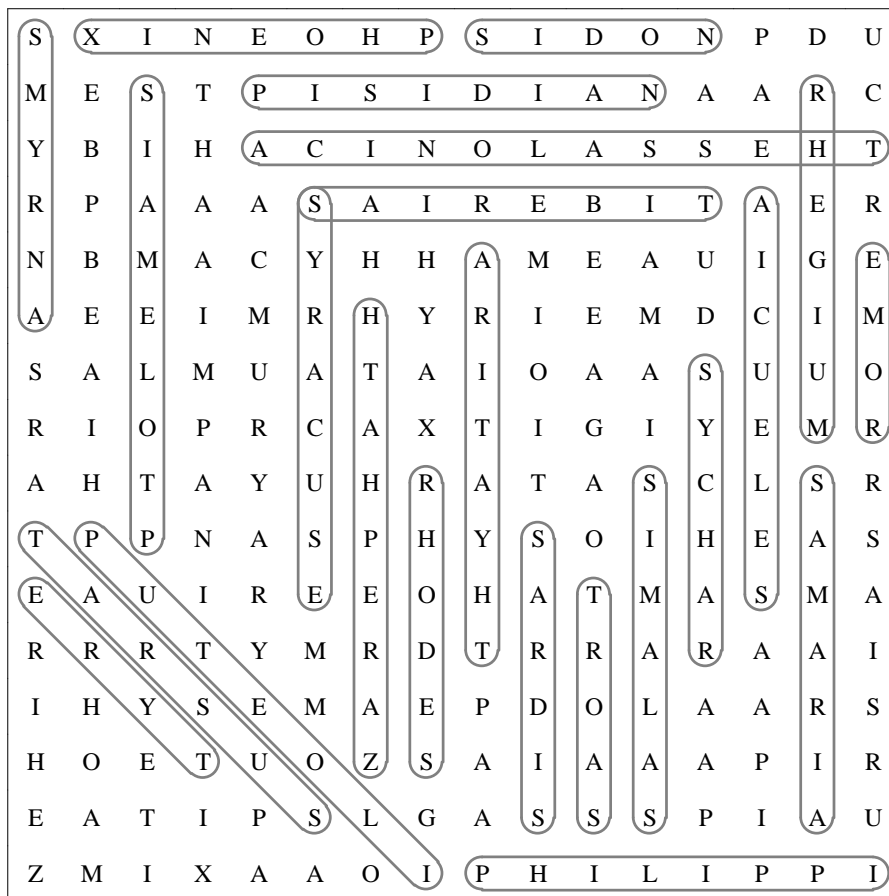 S X I N E O H P S I D O N P D U
M E S T P I S I D I A N A A R C
Y B I H A C I N O L A S S E H T
R P A A A S A I R E B I T A E R
N B M A C Y H H A M E A U I G E
A E E I M R H Y R I E M D C I M
S A L M U A T A I O A A S U U O
R I O P R C A X T I G I Y E M R
A H T A Y U H R A T A S C L S R
T P P N A S P H Y S O I H E A S
E A U I R E E O H A T M A S M A
R R R T Y M R D T R R A R A A I
I H Y S E M A E P D O L A A R S
H O E T U O Z S A I A A A P I R
E A T I P S L G A S S S P I A U
Z M I X A A O I P H I L I P P I